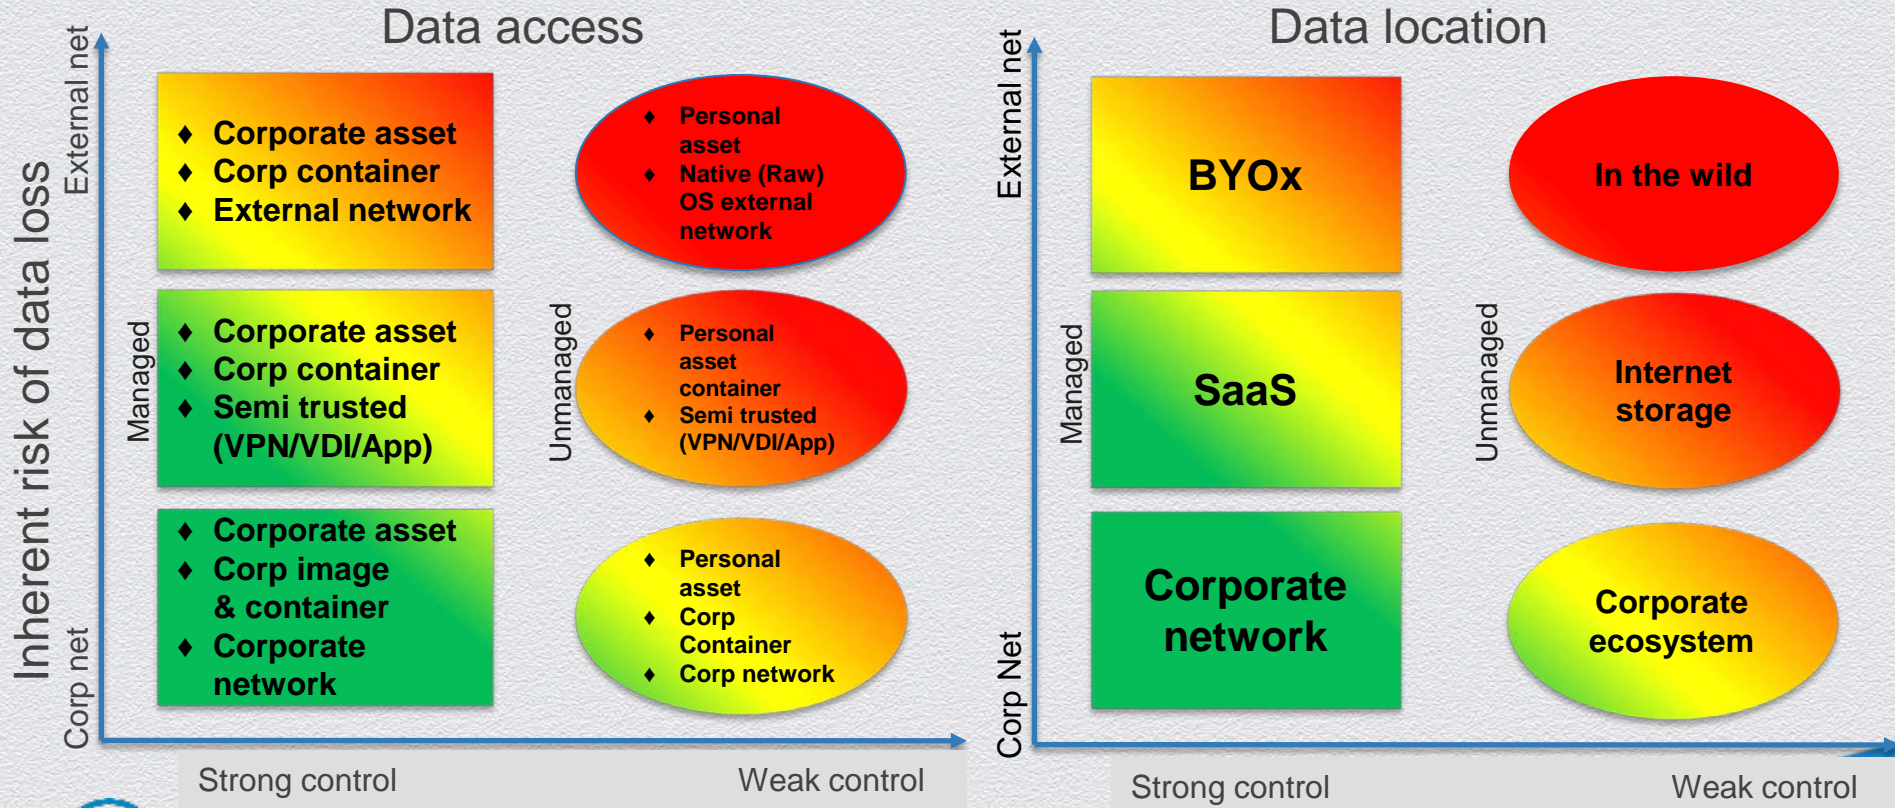 Data access
Inherent risk of data loss
External net
Corp net
Managed
♦ Corporate asset
♦ Corp container
♦ External network
♦ Corporate asset
♦ Corp container
♦ Semi trusted
(VPN/VDI/App)
♦ Corporate asset
♦ Corp image
& container
♦ Corporate
network
Unmanaged
♦ Personal
asset
♦ Native (Raw)
OS external
network
♦ Personal
asset
container
♦ Semi trusted
(VPN/VDI/App)
♦ Personal
asset
♦ Corp
Container
♦ Corp network
Strong control
Weak control
Data location
External net
Corp Net
Managed
BYOx
SaaS
Corporate
network
Unmanaged
In the wild
Internet
storage
Corporate
ecosystem
Strong control
Weak control